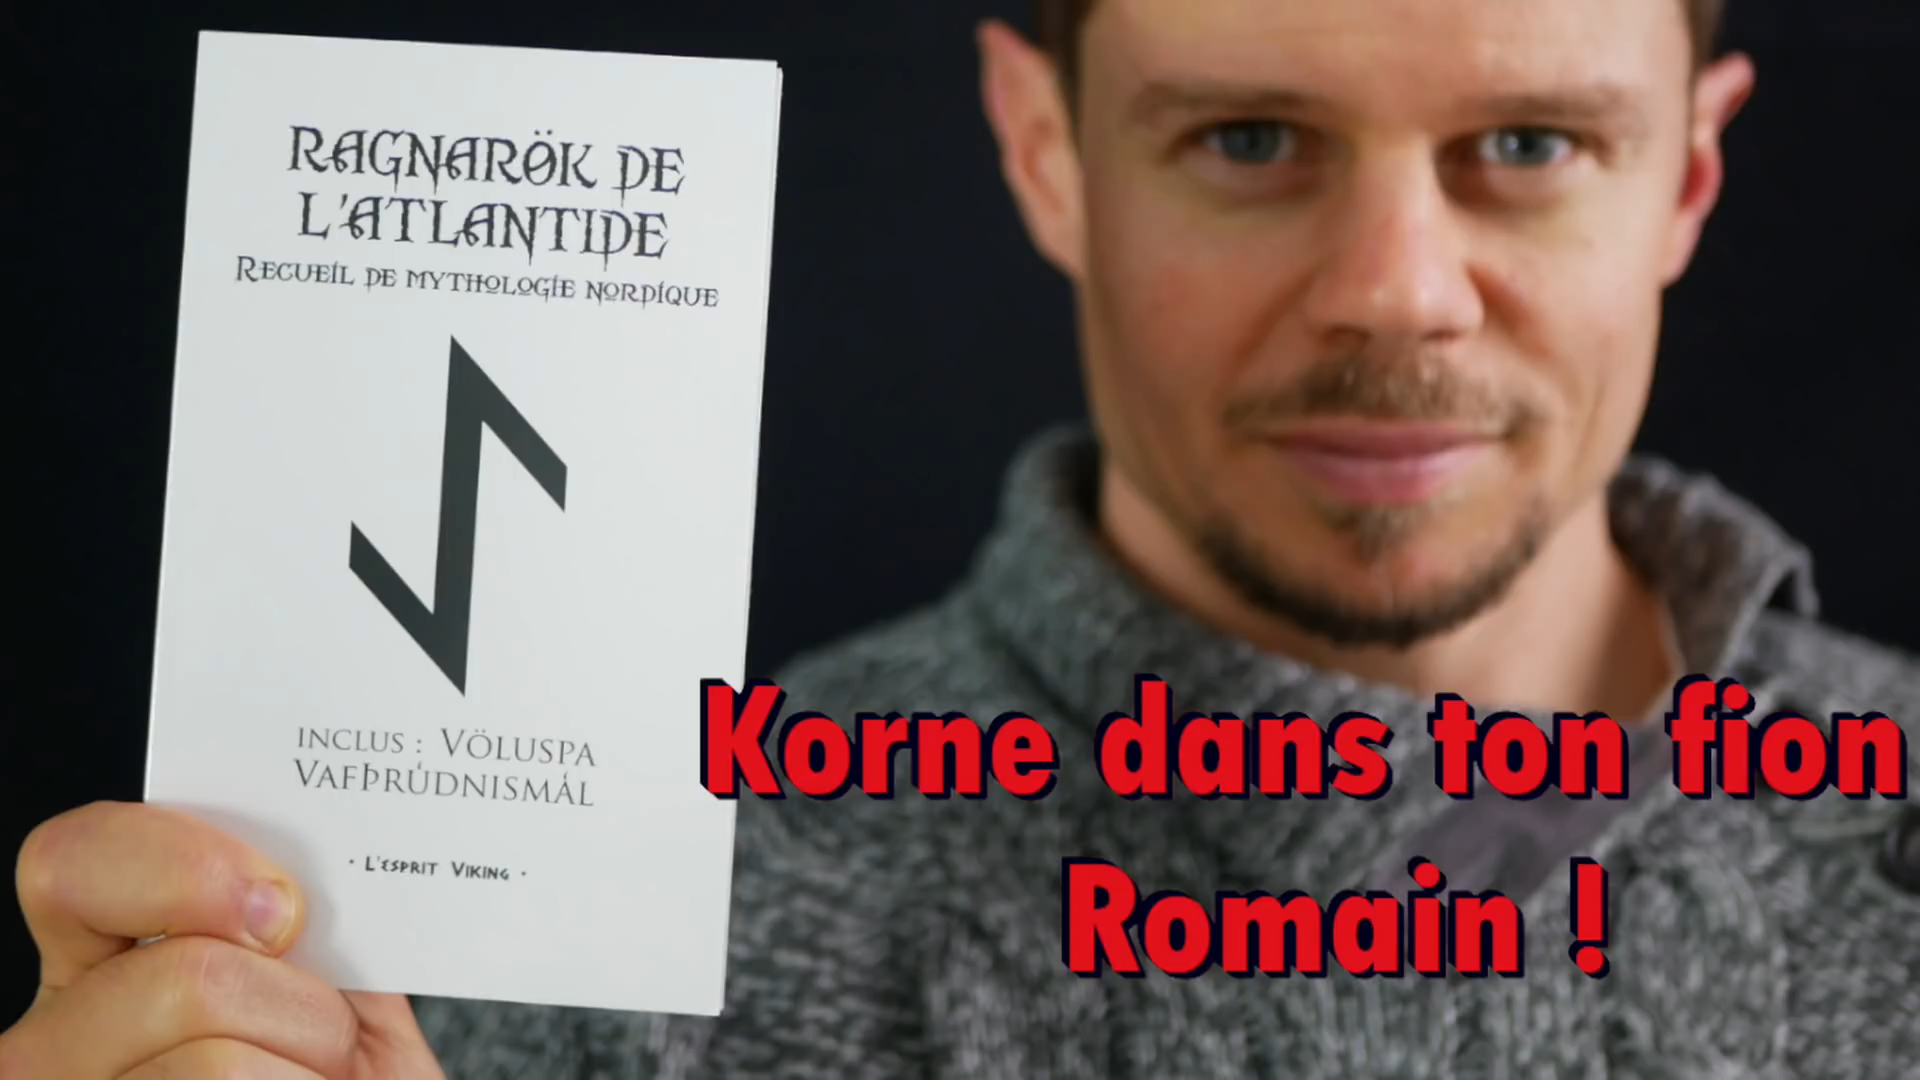 RAGNARÖK DE
L'ATLANTIDE
RECUEIL DE MYTHOLOGIE NORDIQUE
INCLUS : VÖLUSPA
VAFÞRÚDNISMÁL
· L'ESPRIT VIKING ·
Korne dans ton fion
Romain !